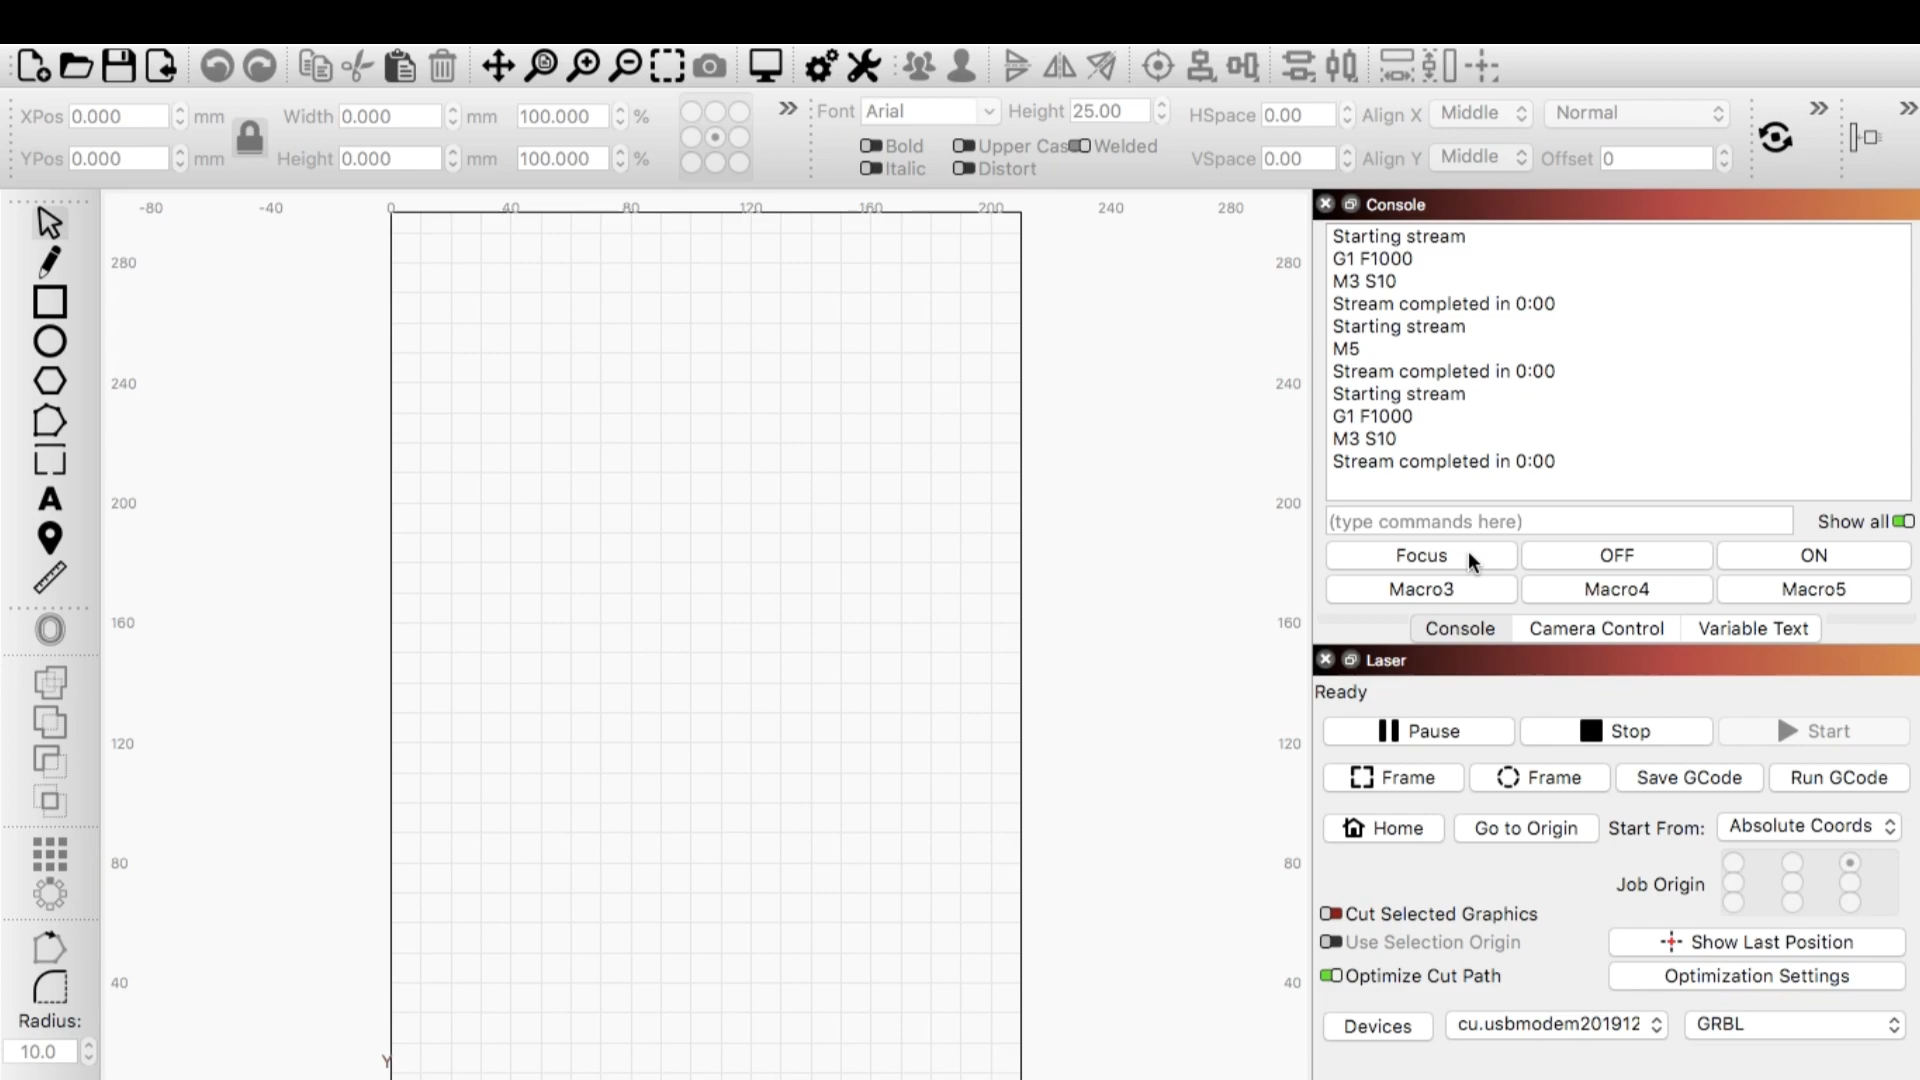 XPos 0.000 mm Width 0.000 mm 100.000 %
YPos 0.000 mm Height 0.000 mm 100.000 %
Font Arial Height 25.00
Bold Upper Cas Welded
Italic Distort
HSpace 0.00 Align X Middle Normal
VSpace 0.00 Align Y Middle Offset 0
-80 -40 0 40 80 120 160 200 240 280
280 280
240 240
200 200
160 160
120 120
80 80
40 40
Y
Radius:
10.0
Console
Starting stream
G1 F1000
M3 S10
Stream completed in 0:00
Starting stream
M5
Stream completed in 0:00
Starting stream
G1 F1000
M3 S10
Stream completed in 0:00
(type commands here) Show all
Focus OFF ON
Macro3 Macro4 Macro5
Console Camera Control Variable Text
Laser
Ready
Pause Stop Start
Frame Frame Save GCode Run GCode
Home Go to Origin Start From: Absolute Coords
Job Origin
Cut Selected Graphics
Use Selection Origin Show Last Position
Optimize Cut Path Optimization Settings
Devices cu.usbmodem201912 GRBL